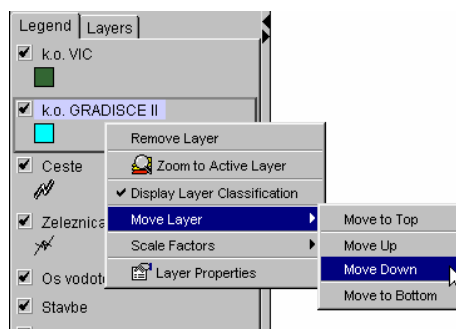 Legend Layers
k.o. VIC
k.o. GRADISCE II
Ceste
Zeleznica
Os vodot
Stavbe
Remove Layer
Zoom to Active Layer
Display Layer Classification
Move Layer
Scale Factors
Layer Properties
Move to Top
Move Up
Move Down
Move to Bottom